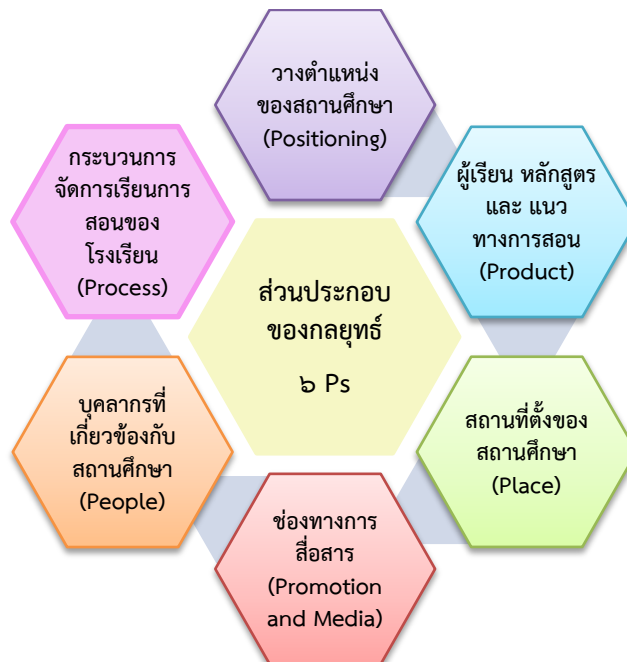 วางตำแหน่ง
ของสถานศึกษา
(Positioning)
ผู้เรียน หลักสูตร
และ แนว
ทางการสอน
(Product)
สถานที่ตั้งของ
สถานศึกษา
(Place)
ช่องทางการ
สื่อสาร
(Promotion
and Media)
บุคลากรที่
เกี่ยวข้องกับ
สถานศึกษา
(People)
กระบวนการ
จัดการเรียนการ
สอนของ
โรงเรียน
(Process)
ส่วนประกอบ
ของกลยุทธ์
๖ Ps